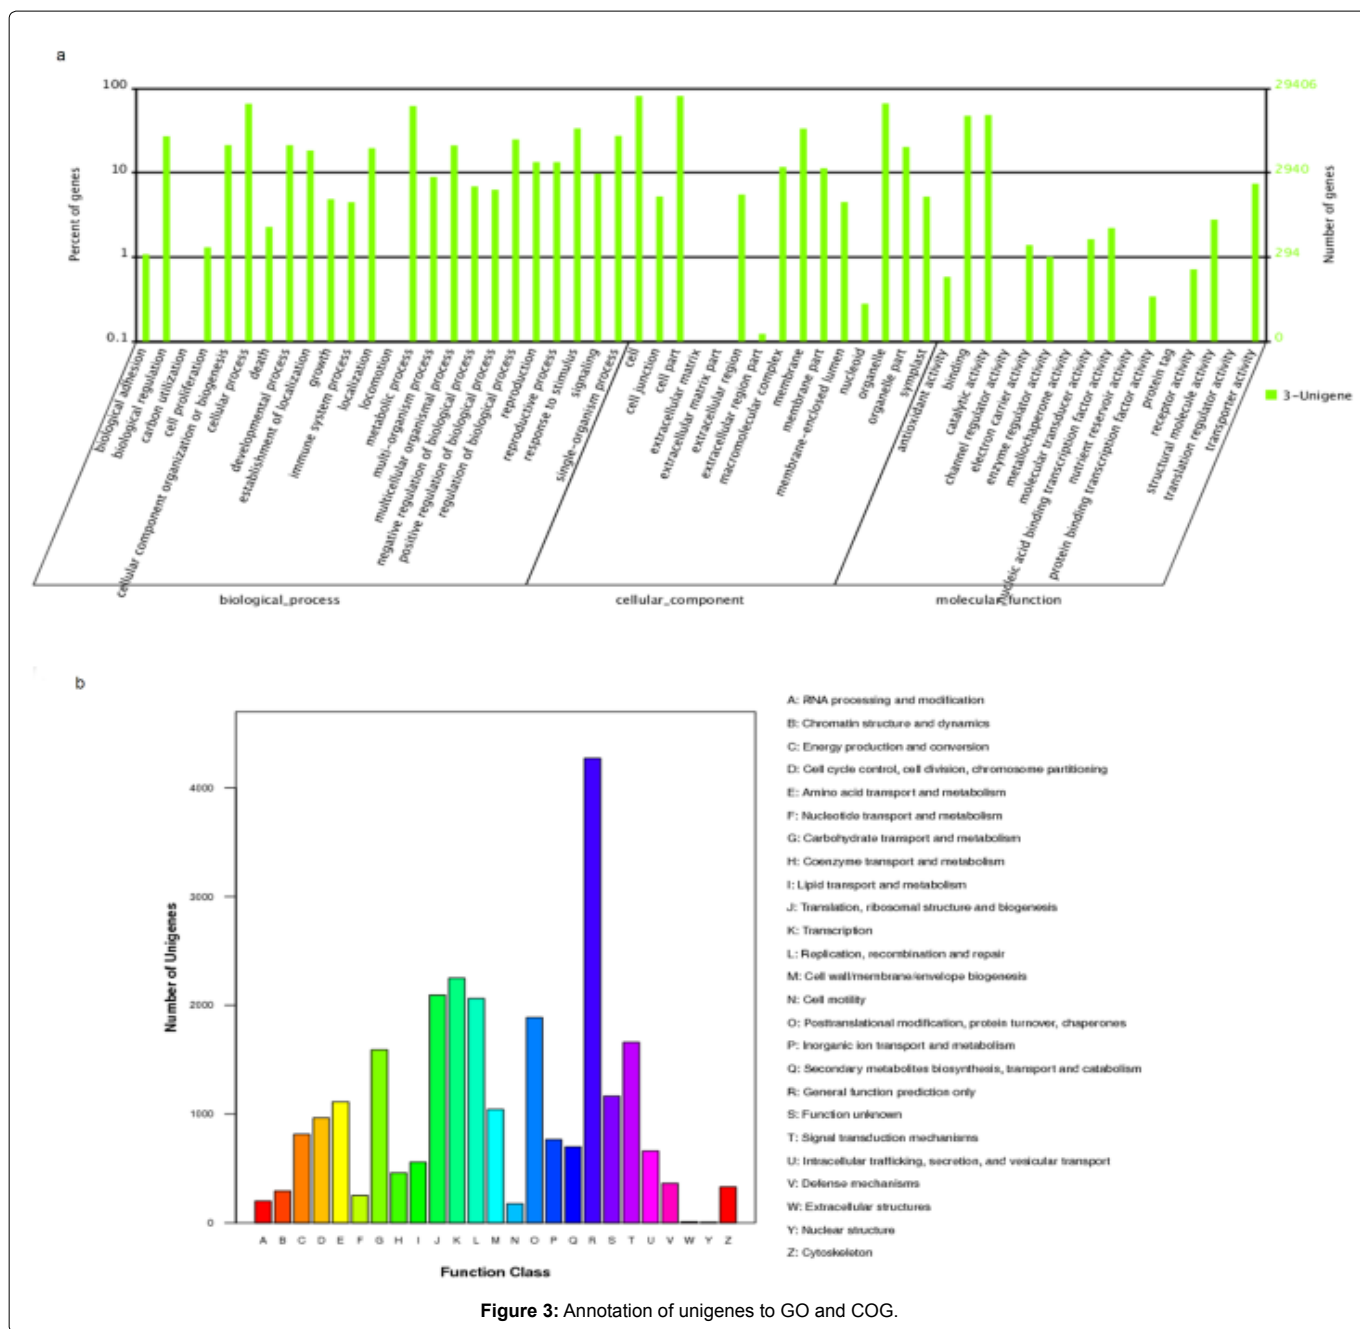 a
100
10
1
0.1
Percent of genes
29406
2940
294
0
Number of genes
biological adhesion
biological regulation
carbon utilization
cell proliferation
cellular component organization or biogenesis
cellular process
death
developmental process
establishment of localization
growth
immune system process
localization
locomotion
metabolic process
multi-organism process
multicellular organismal process
negative regulation of biological process
positive regulation of biological process
regulation of biological process
reproduction
reproductive process
response to stimulus
signaling
single-organism process
cell
cell junction
cell part
extracellular matrix
extracellular matrix part
extracellular region
extracellular region part
macromolecular complex
membrane
membrane part
membrane-enclosed lumen
nucleoid
organelle
organelle part
symplast
antioxidant activity
binding
catalytic activity
channel regulator activity
electron carrier activity
enzyme regulator activity
metallochaperone activity
molecular transducer activity
nucleic acid binding transcription factor activity
nutrient reservoir activity
protein binding transcription factor activity
protein tag
receptor activity
structural molecule activity
translation regulator activity
transporter activity
3-Unigene
biological_process
cellular_component
molecular_function
b
4000
3000
2000
1000
0
Number of Unigenes
A B C D E F G H I J K L M N O P Q R S T U V W Y Z
Function Class
A: RNA processing and modification
B: Chromatin structure and dynamics
C: Energy production and conversion
D: Cell cycle control, cell division, chromosome partitioning
E: Amino acid transport and metabolism
F: Nucleotide transport and metabolism
G: Carbohydrate transport and metabolism
H: Coenzyme transport and metabolism
I: Lipid transport and metabolism
J: Translation, ribosomal structure and biogenesis
K: Transcription
L: Replication, recombination and repair
M: Cell wall/membrane/envelope biogenesis
N: Cell motility
O: Posttranslational modification, protein turnover, chaperones
P: Inorganic ion transport and metabolism
Q: Secondary metabolites biosynthesis, transport and catabolism
R: General function prediction only
S: Function unknown
T: Signal transduction mechanisms
U: Intracellular trafficking, secretion, and vesicular transport
V: Defense mechanisms
W: Extracellular structures
Y: Nuclear structure
Z: Cytoskeleton
Figure 3: Annotation of unigenes to GO and COG.